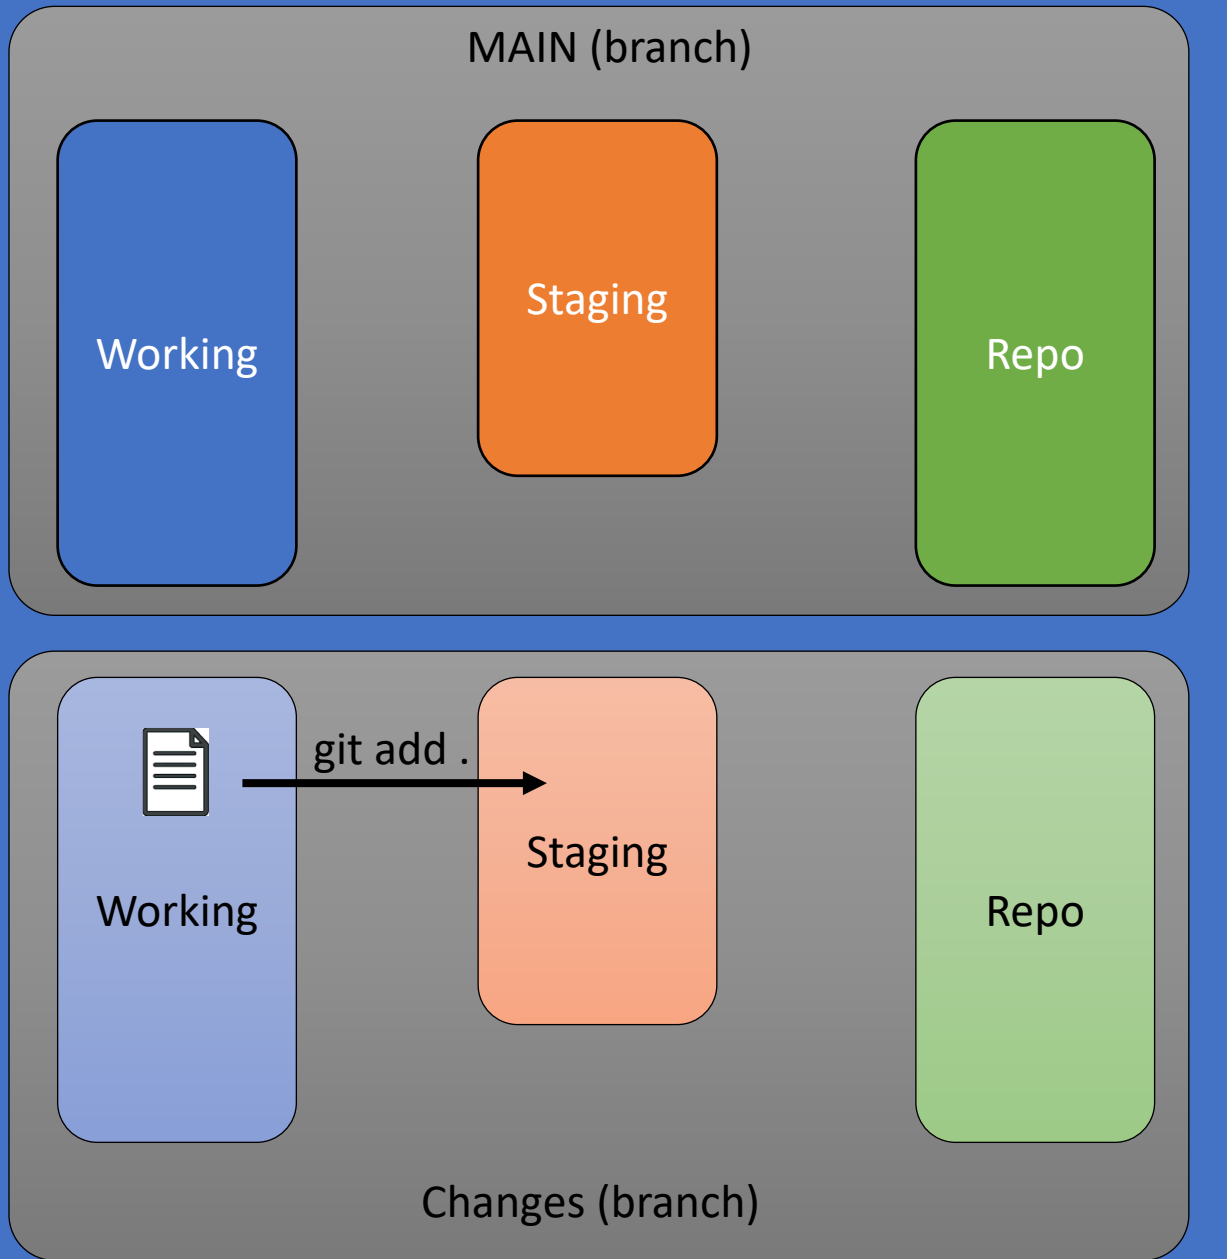 MAIN (branch)
Working
Staging
Repo
git add .
Working
Staging
Repo
Changes (branch)